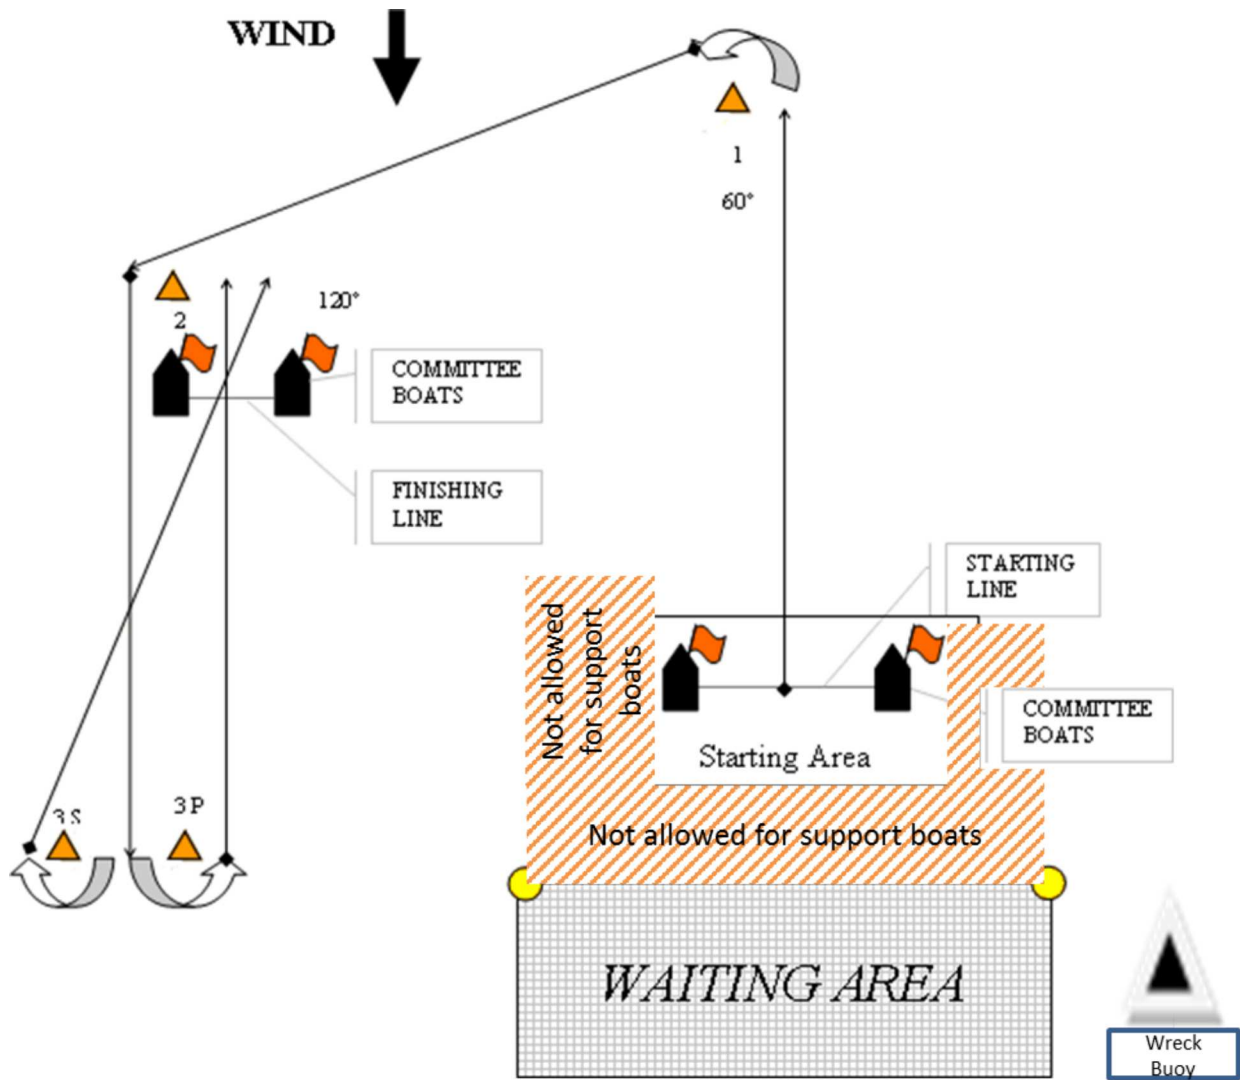 WIND
1
60°
2
120°
COMMITTEE
BOATS
FINISHING
LINE
STARTING
LINE
Not allowed
for support
boats
COMMITTEE
BOATS
Starting Area
3 S
3 P
Not allowed for support boats
WAITING AREA
Wreck
Buoy